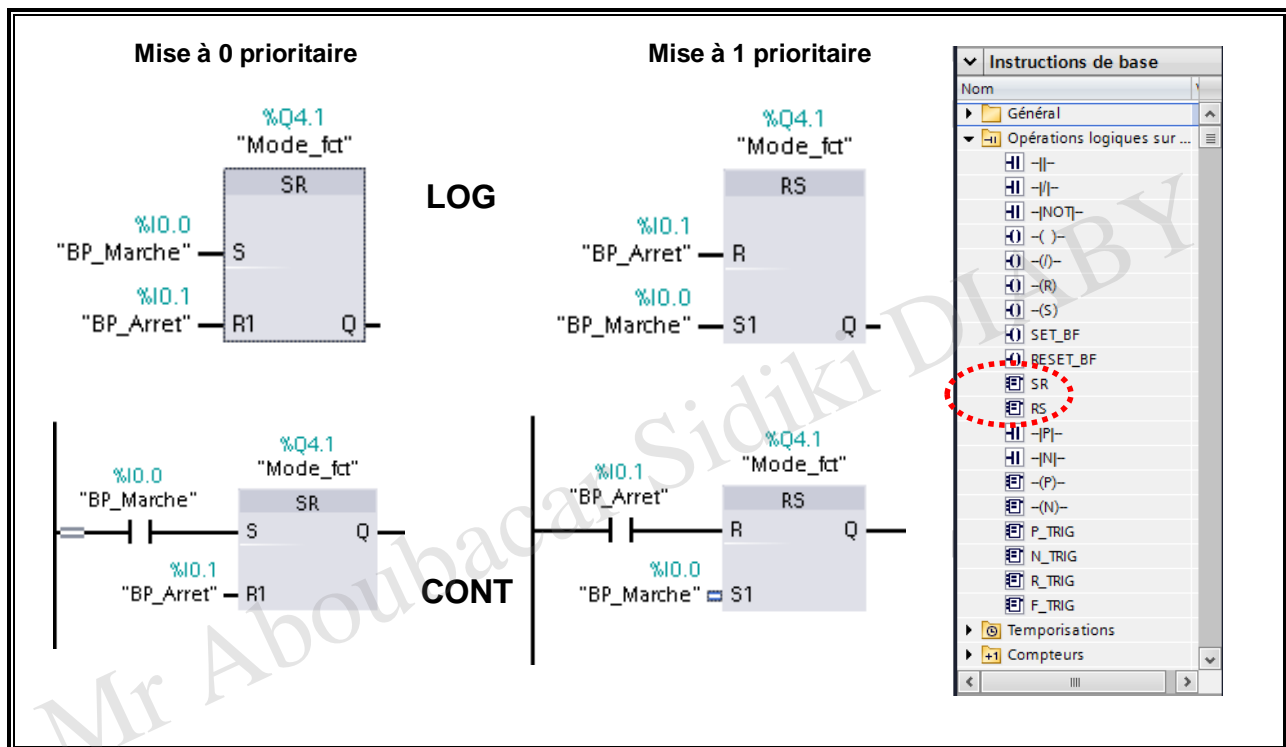 Mise à 0 prioritaire
Mise à 1 prioritaire
%Q4.1
"Mode_fct"
SR
%I0.0
"BP_Marche"
S
%I0.1
"BP_Arret"
R1
Q
LOG
%Q4.1
"Mode_fct"
RS
%I0.1
"BP_Arret"
R
%I0.0
"BP_Marche"
S1
Q
%I0.0
"BP_Marche"
%Q4.1
"Mode_fct"
SR
S
Q
%I0.1
"BP_Arret"
R1
CONT
%I0.1
"BP_Arret"
%Q4.1
"Mode_fct"
RS
R
Q
%I0.0
"BP_Marche"
S1
Instructions de base
Nom
Général
Opérations logiques sur ...
-||-
-|/|-
-|NOT|-
-( )-
-(/)-
-(R)
-(S)
SET_BF
RESET_BF
SR
RS
-|P|-
-|N|-
-(P)-
-(N)-
P_TRIG
N_TRIG
R_TRIG
F_TRIG
Temporisations
Compteurs
Mr Aboubacar Sidiki DIABY